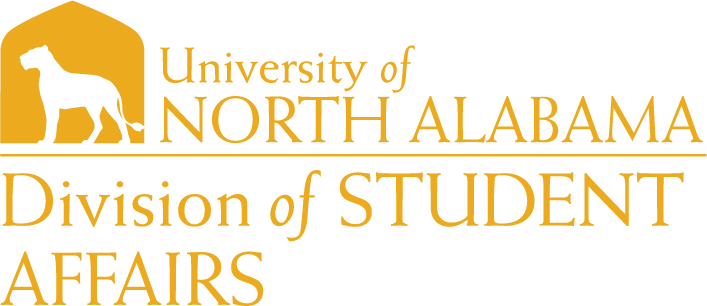 University of
NORTH ALABAMA
Division of STUDENT
AFFAIRS